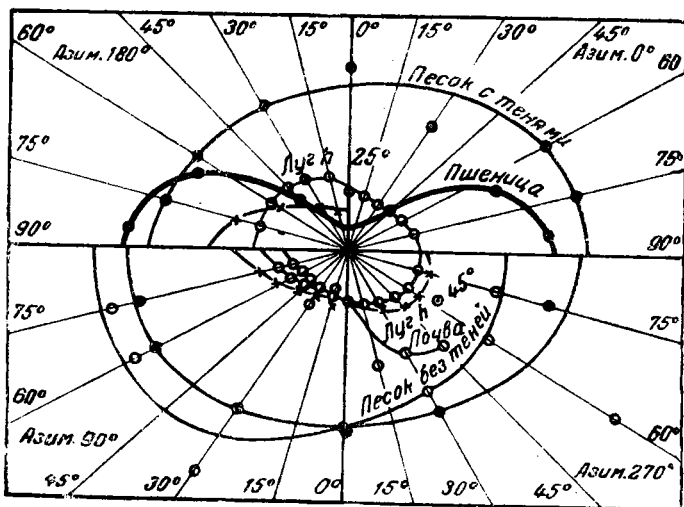 60° 45° 30° 15° 0° 15° 30° 45° 60
Азим. 180° Азим. 0°
Песок с тенями
75° Луг h 25° Пшеница 75°
90° 90°
75° Луг h 45° 75°
Почва
Песок без теней
60° 60°
Азим. 90° Азим. 270°
45° 30° 0° 15° 30° 45°
15°